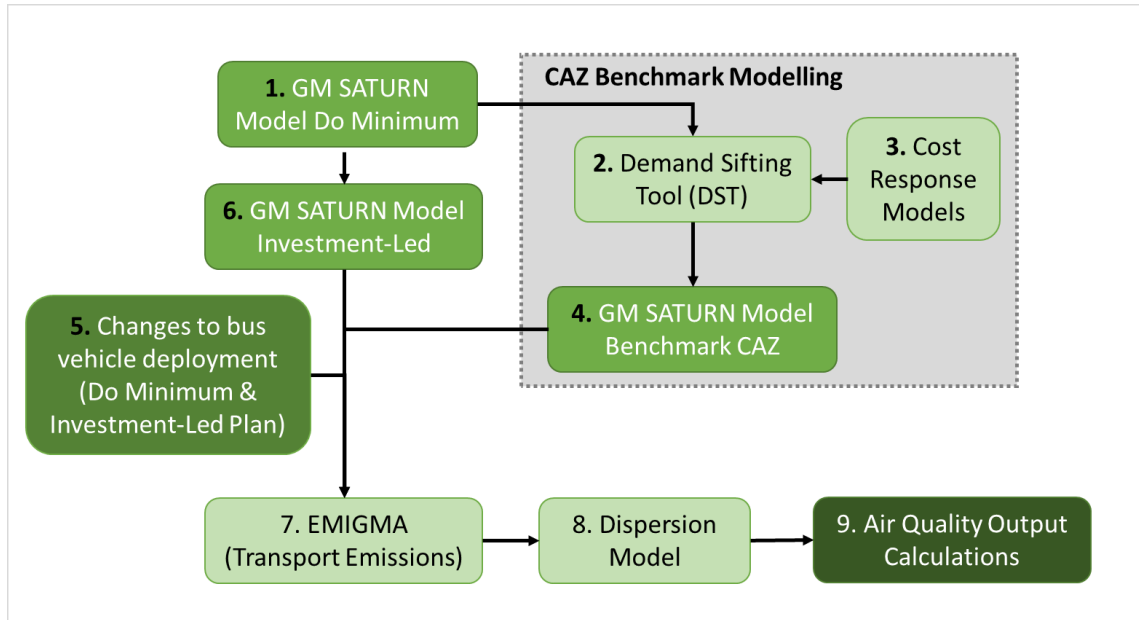 CAZ Benchmark Modelling
1. GM SATURN
Model Do Minimum
2. Demand Sifting
Tool (DST)
3. Cost
Response
Models
6. GM SATURN Model
Investment-Led
4. GM SATURN Model
Benchmark CAZ
5. Changes to bus
vehicle deployment
(Do Minimum &
Investment-Led Plan)
7. EMIGMA
(Transport Emissions)
8. Dispersion
Model
9. Air Quality Output
Calculations